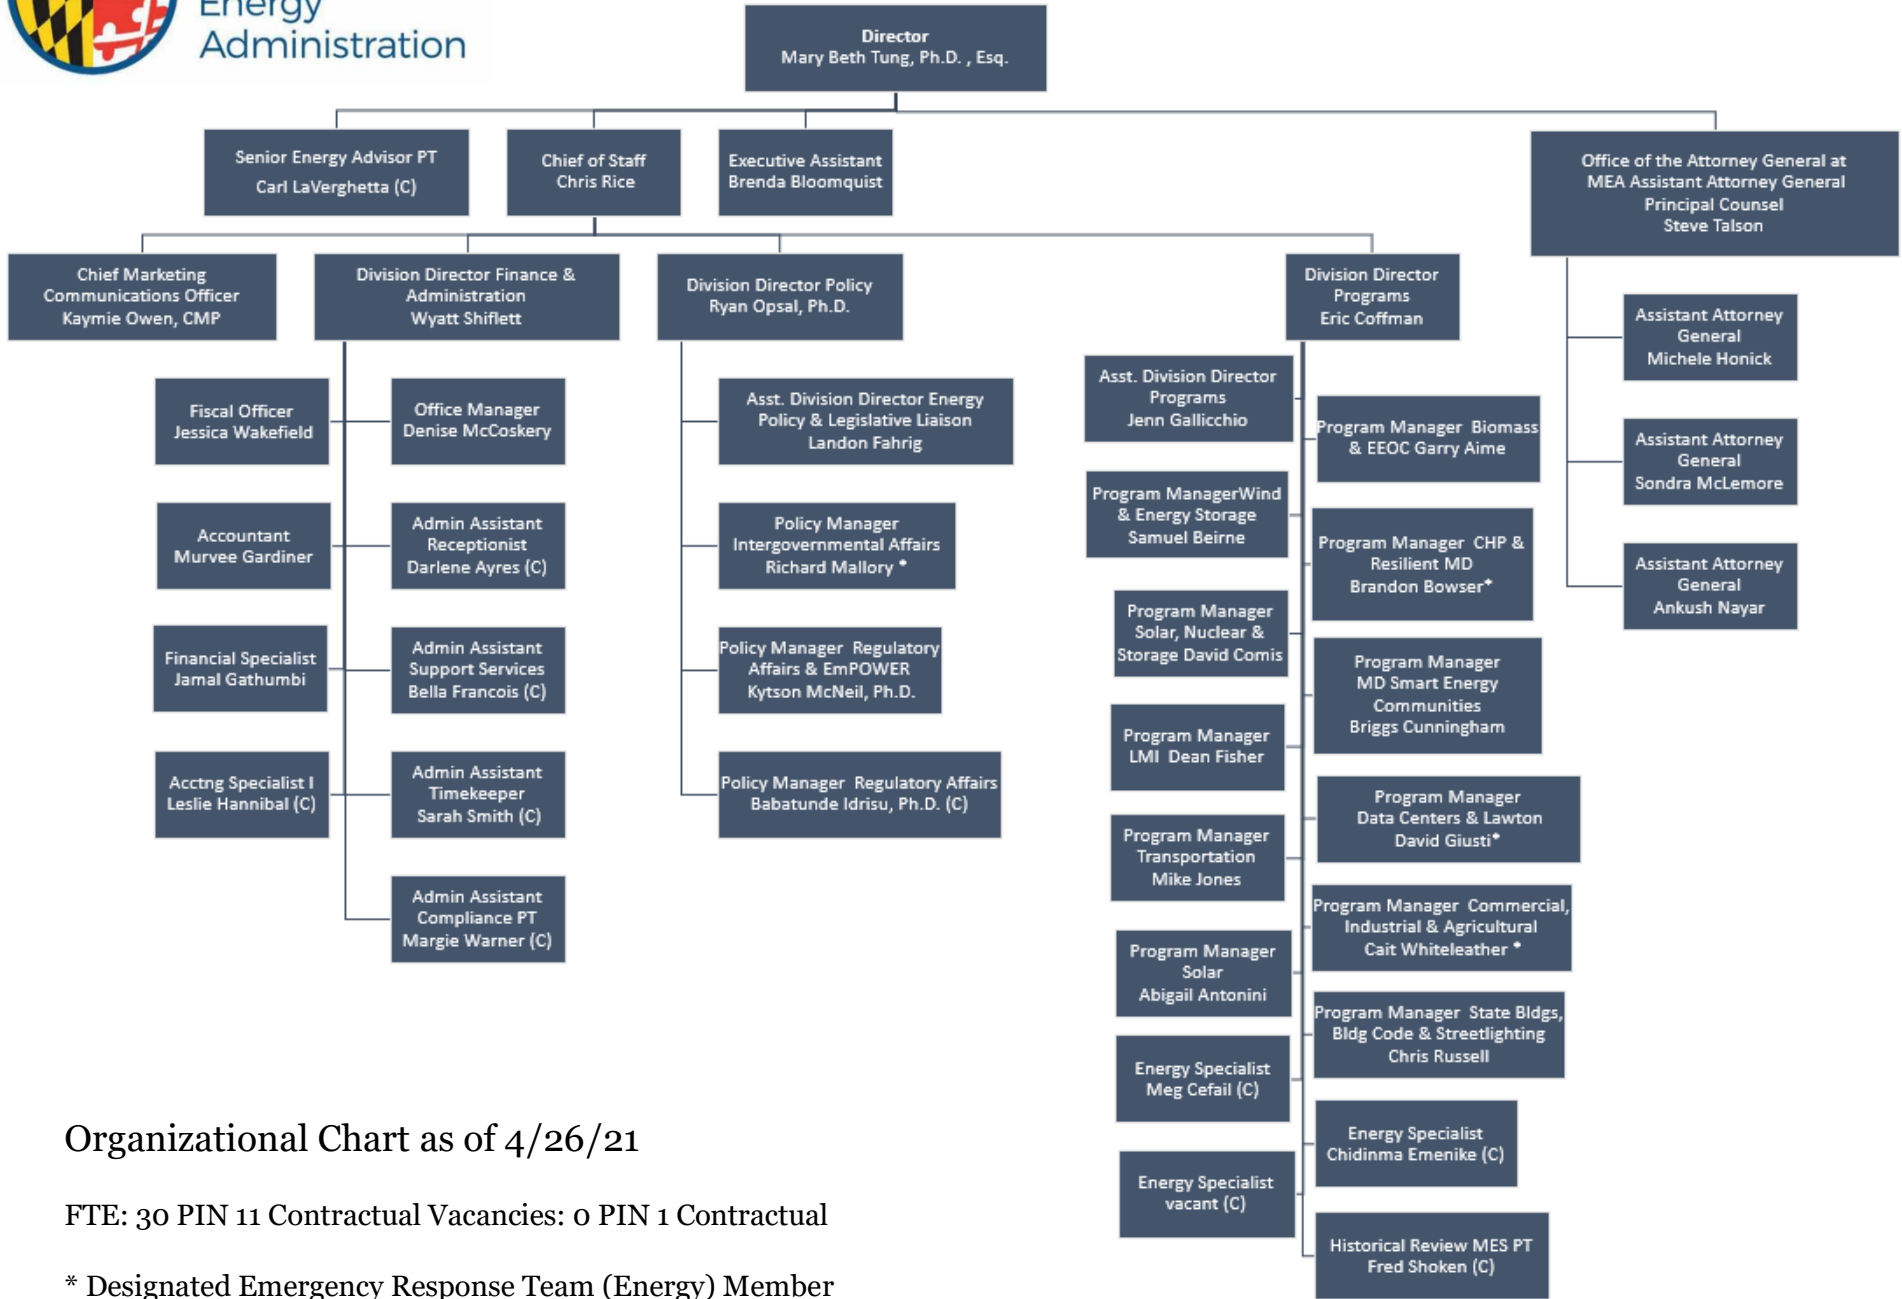 Energy
Administration
Director
Mary Beth Tung, Ph.D. , Esq.
Senior Energy Advisor PT
Carl LaVerghetta (C)
Chief of Staff
Chris Rice
Executive Assistant
Brenda Bloomquist
Office of the Attorney General at
MEA Assistant Attorney General
Principal Counsel
Steve Talson
Chief Marketing
Communications Officer
Kaymie Owen, CMP
Division Director Finance &
Administration
Wyatt Shiflett
Division Director Policy
Ryan Opsal, Ph.D.
Division Director
Programs
Eric Coffman
Assistant Attorney
General
Michele Honick
Assistant Attorney
General
Sondra McLemore
Assistant Attorney
General
Ankush Nayar
Fiscal Officer
Jessica Wakefield
Office Manager
Denise McCoskery
Accountant
Murvee Gardiner
Admin Assistant
Receptionist
Darlene Ayres (C)
Financial Specialist
Jamal Gathumbi
Admin Assistant
Support Services
Bella Francois (C)
Acctng Specialist I
Leslie Hannibal (C)
Admin Assistant
Timekeeper
Sarah Smith (C)
Admin Assistant
Compliance PT
Margie Warner (C)
Asst. Division Director Energy
Policy & Legislative Liaison
Landon Fahrig
Policy Manager
Intergovernmental Affairs
Richard Mallory *
Policy Manager Regulatory
Affairs & EmPOWER
Kytson McNeil, Ph.D.
Policy Manager Regulatory Affairs
Babatunde Idrisu, Ph.D. (C)
Asst. Division Director
Programs
Jenn Gallicchio
Program Manager Biomass
& EEOC Garry Aime
Program ManagerWind
& Energy Storage
Samuel Beirne
Program Manager CHP &
Resilient MD
Brandon Bowser*
Program Manager
Solar, Nuclear &
Storage David Comis
Program Manager
MD Smart Energy
Communities
Briggs Cunningham
Program Manager
LMI Dean Fisher
Program Manager
Data Centers & Lawton
David Giusti*
Program Manager
Transportation
Mike Jones
Program Manager Commercial,
Industrial & Agricultural
Cait Whiteleather *
Program Manager
Solar
Abigail Antonini
Program Manager State Bldgs,
Bldg Code & Streetlighting
Chris Russell
Energy Specialist
Meg Cefail (C)
Energy Specialist
Chidinma Emenike (C)
Energy Specialist
vacant (C)
Historical Review MES PT
Fred Shoken (C)
Organizational Chart as of 4/26/21
FTE: 30 PIN 11 Contractual Vacancies: 0 PIN 1 Contractual
* Designated Emergency Response Team (Energy) Member